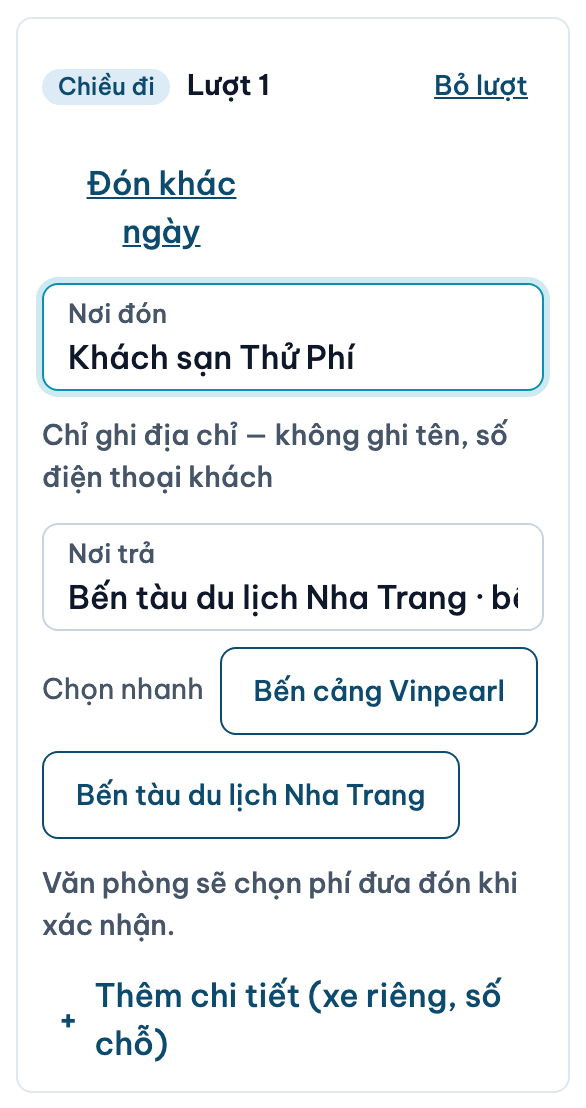 Chiều đi Lượt 1 Bỏ lượt
Đón khác
ngày
Nơi đón
Khách sạn Thử Phí
Chỉ ghi địa chỉ — không ghi tên, số
điện thoại khách
Nơi trả
Bến tàu du lịch Nha Trang · bế
Chọn nhanh Bến cảng Vinpearl
Bến tàu du lịch Nha Trang
Văn phòng sẽ chọn phí đưa đón khi
xác nhận.
+ Thêm chi tiết (xe riêng, số
chỗ)